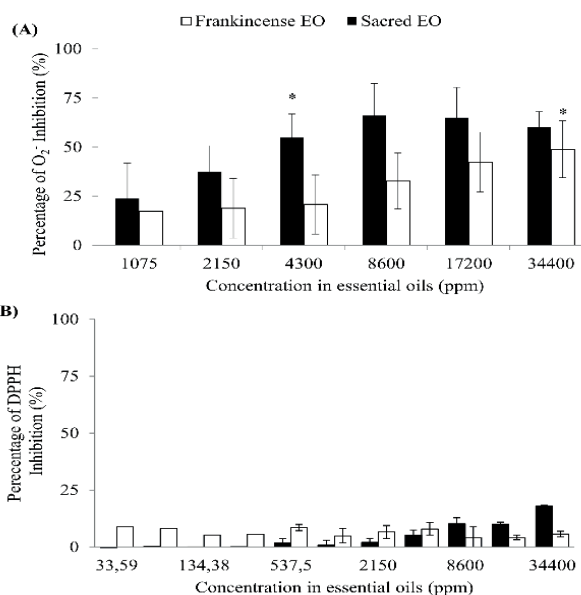 Frankincense EO Sacred EO
(A)
Percentage of O2- Inhibition (%)
100
75
50
25
0
*
*
1075 2150 4300 8600 17200 34400
Concentration in essential oils (ppm)
B)
Perecentage of DPPH
Inhibition (%)
100
75
50
25
0
33,59 134,38 537,5 2150 8600 34400
Concentration in essential oils (ppm)